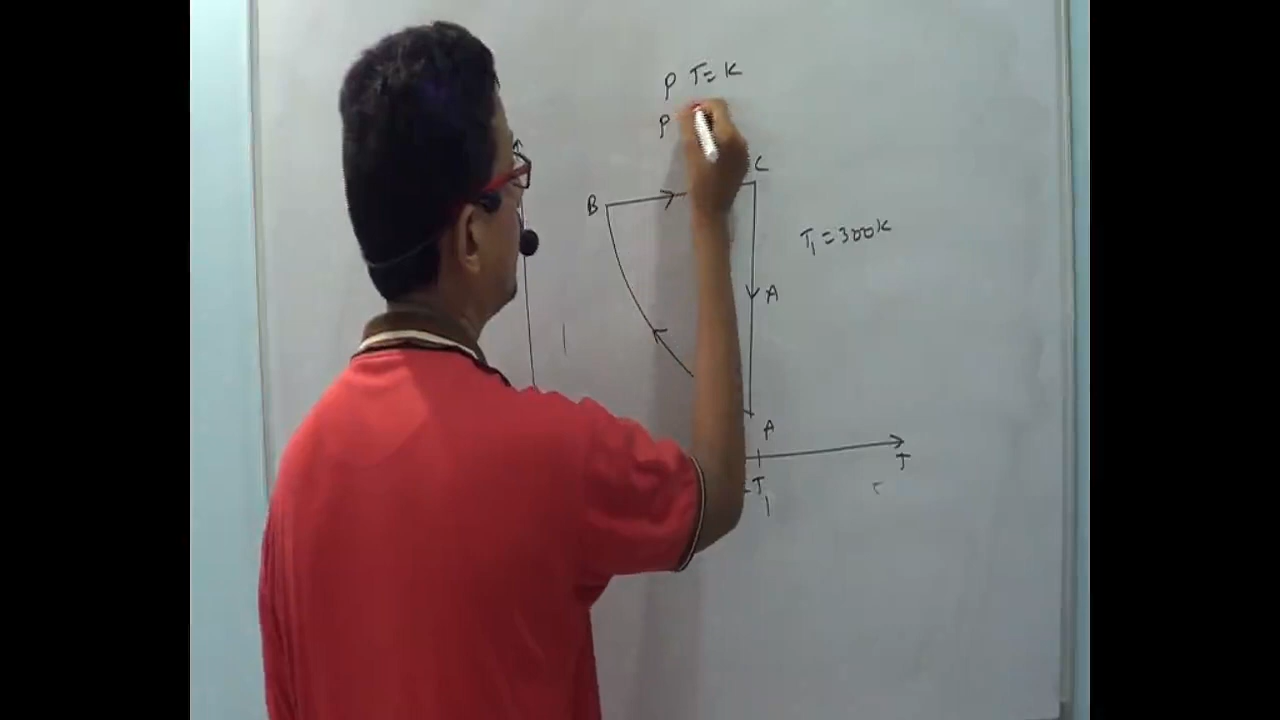 P T = K
P
C
B
T₁ = 300K
A
A
T
T₁